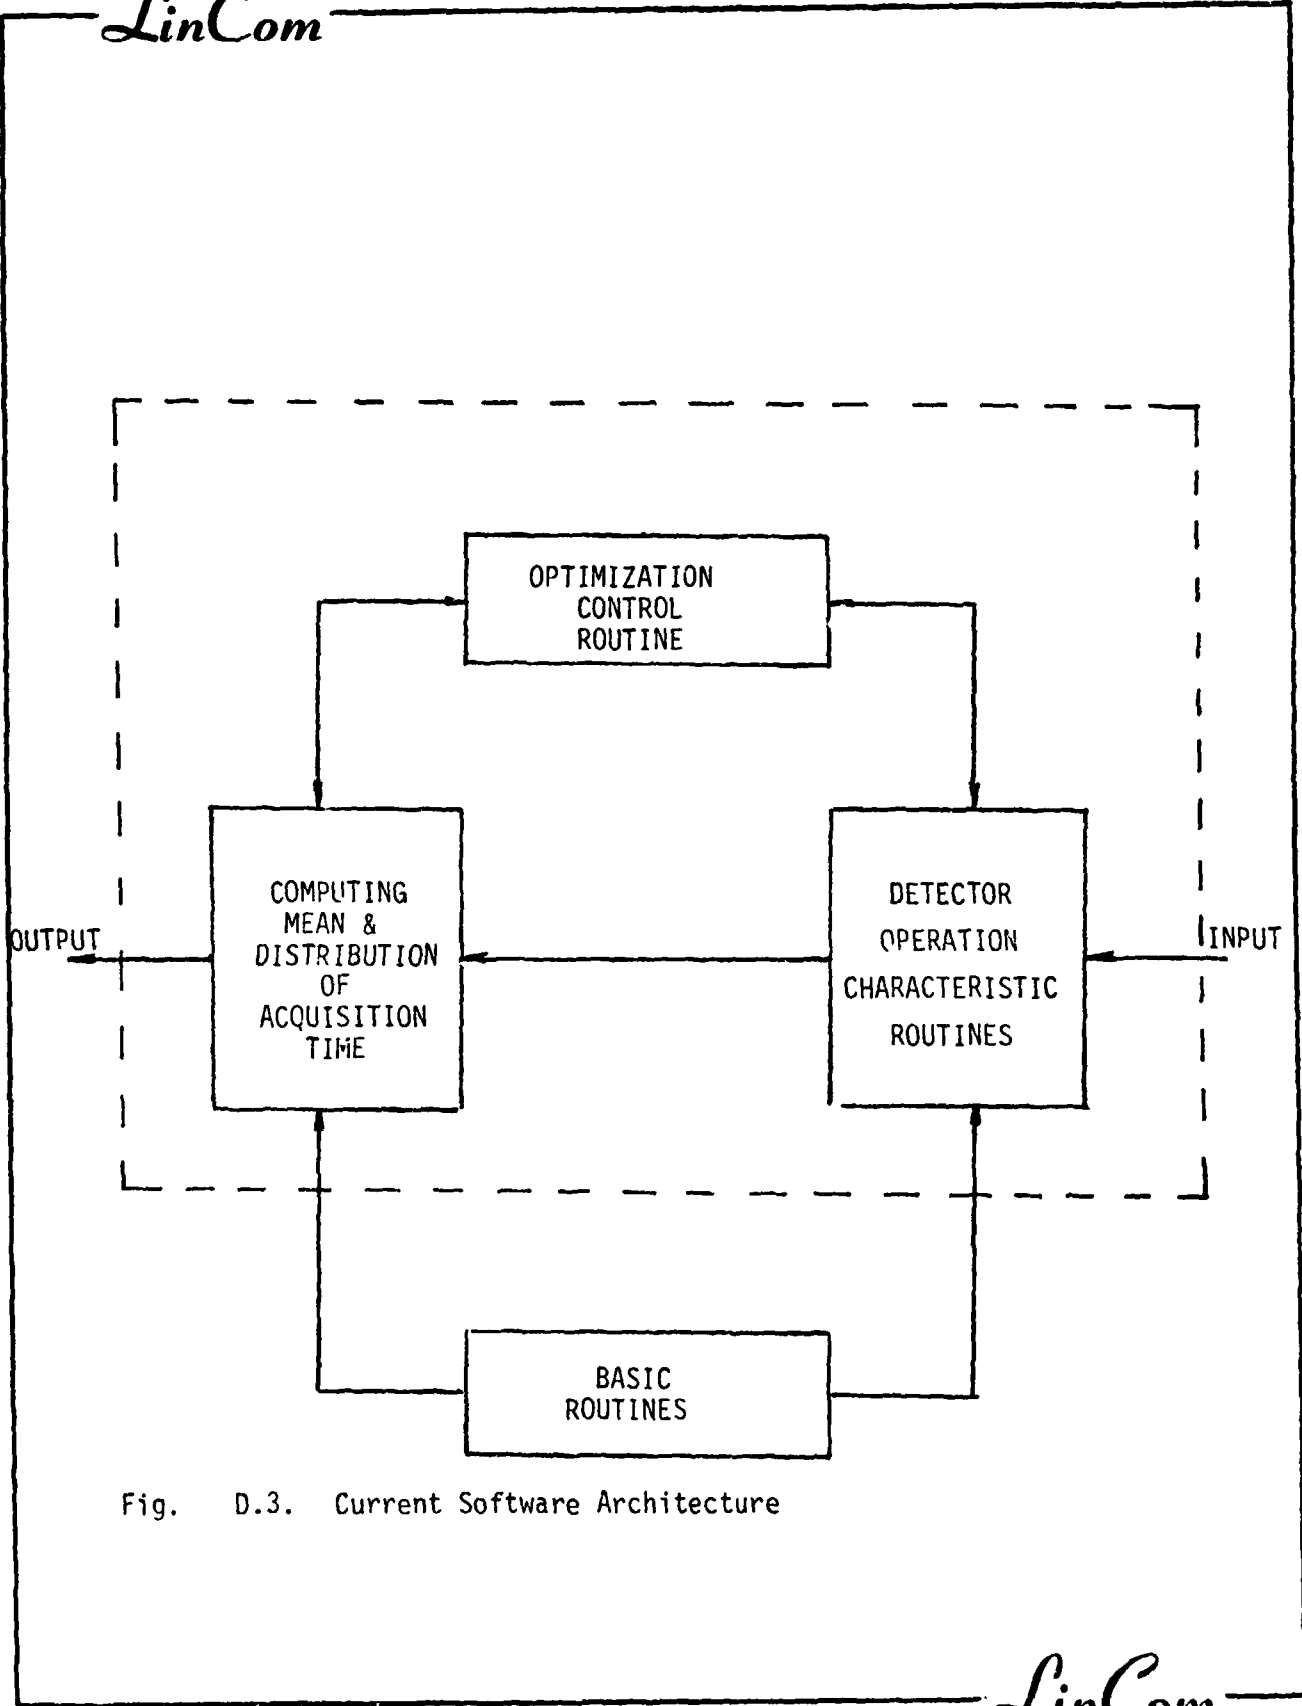 LinCom
OPTIMIZATION
CONTROL
ROUTINE
COMPUTING
MEAN &
DISTRIBUTION
OF
ACQUISITION
TIME
DETECTOR
OPERATION
CHARACTERISTIC
ROUTINES
OUTPUT
INPUT
BASIC
ROUTINES
Fig. D.3. Current Software Architecture
LinCom